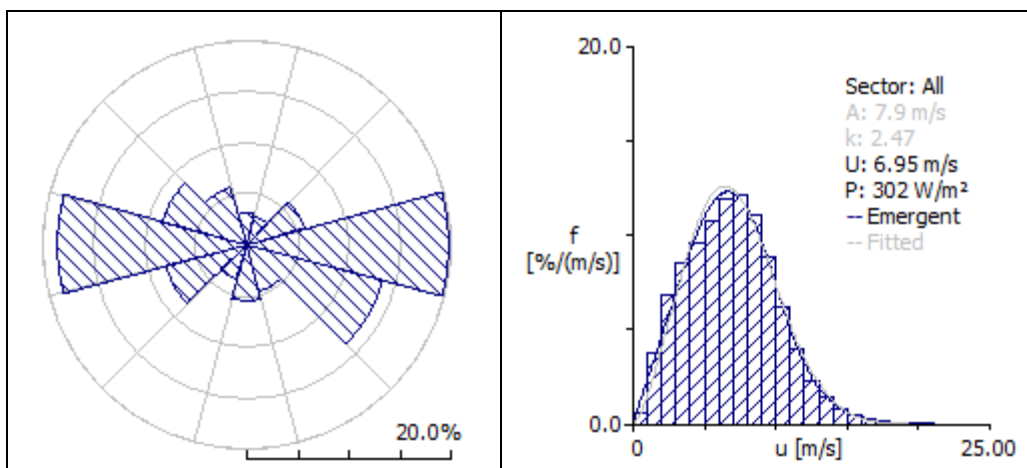 20.0%
20.0
Sector: All
A: 7.9 m/s
k: 2.47
U: 6.95 m/s
P: 302 W/m²
-- Emergent
-- Fitted
f
[%/(m/s)]
0.0
0
u [m/s]
25.00